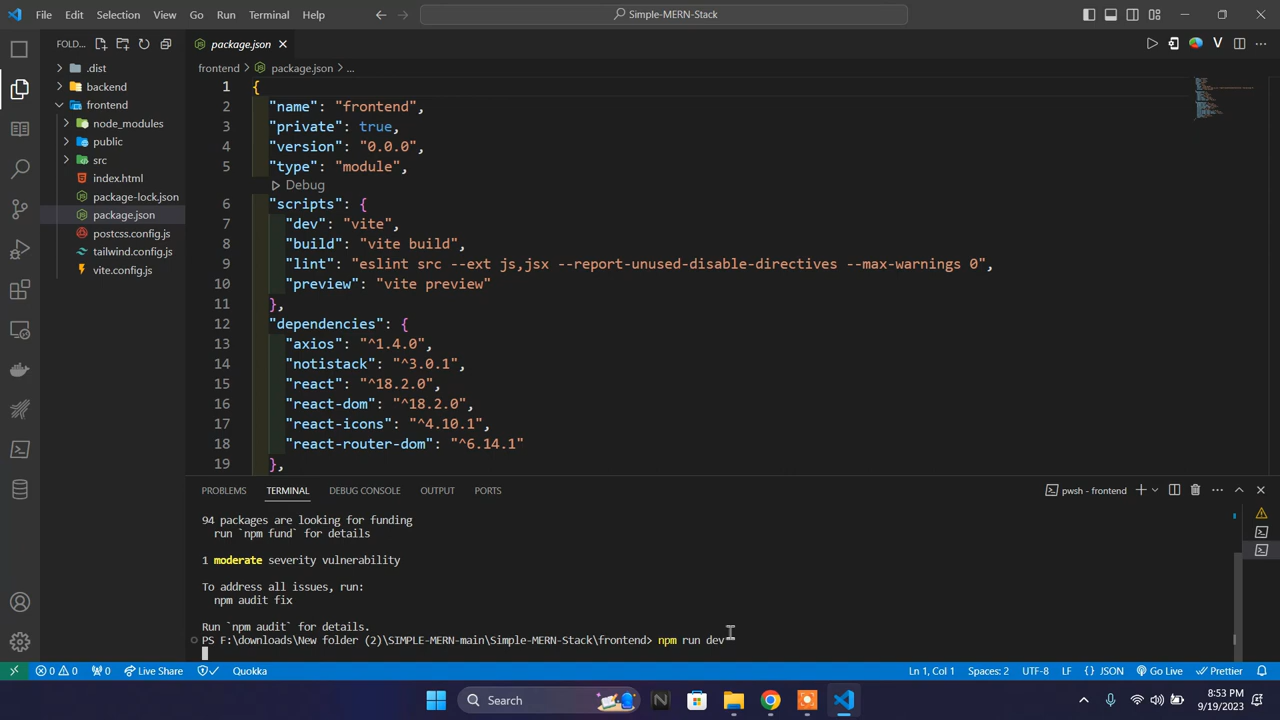 File Edit Selection View Go Run Terminal Help
Simple-MERN-Stack
FOLD...
package.json
.dist
backend
frontend
node_modules
public
src
index.html
package-lock.json
package.json
postcss.config.js
tailwind.config.js
vite.config.js
frontend > package.json > ...
1 {
2 "name": "frontend",
3 "private": true,
4 "version": "0.0.0",
5 "type": "module",
Debug
6 "scripts": {
7 "dev": "vite",
8 "build": "vite build",
9 "lint": "eslint src --ext js,jsx --report-unused-disable-directives --max-warnings 0",
10 "preview": "vite preview"
11 },
12 "dependencies": {
13 "axios": "^1.4.0",
14 "notistack": "^3.0.1",
15 "react": "^18.2.0",
16 "react-dom": "^18.2.0",
17 "react-icons": "^4.10.1",
18 "react-router-dom": "^6.14.1"
19 },
PROBLEMS TERMINAL DEBUG CONSOLE OUTPUT PORTS
pwsh - frontend
94 packages are looking for funding
run `npm fund` for details
1 moderate severity vulnerability
To address all issues, run:
npm audit fix
Run `npm audit` for details.
PS F:\downloads\New folder (2)\SIMPLE-MERN-main\Simple-MERN-Stack\frontend> npm run dev
0 0 0 Live Share Quokka Ln 1, Col 1 Spaces: 2 UTF-8 LF {} JSON Go Live Prettier
Search
8:53 PM
9/19/2023